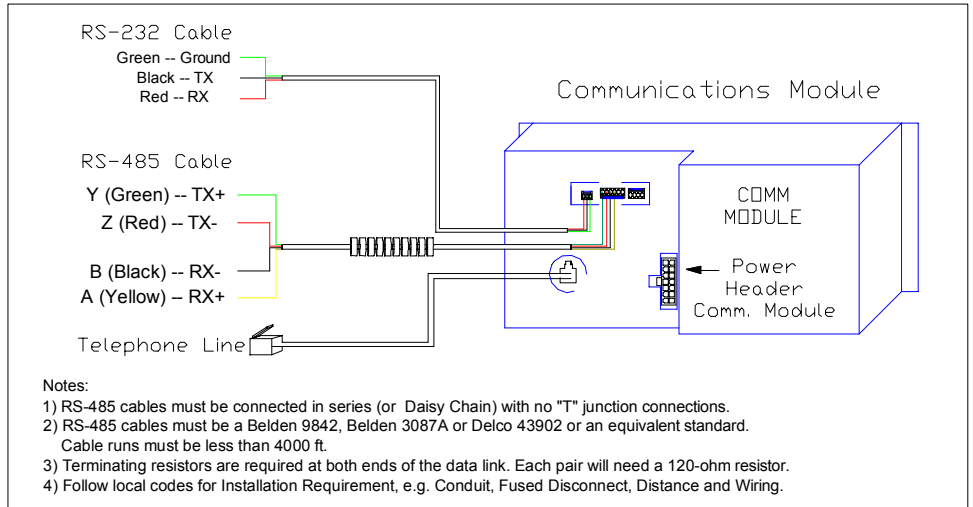 RS-232 Cable
Green -- Ground
Black -- TX
Red -- RX
Communications Module
RS-485 Cable
Y (Green) -- TX+
Z (Red) -- TX-
B (Black) -- RX-
A (Yellow) -- RX+
COMM
MODULE
Power
Header
Comm. Module
Telephone Line
Notes:
1) RS-485 cables must be connected in series (or Daisy Chain) with no "T" junction connections.
2) RS-485 cables must be a Belden 9842, Belden 3087A or Delco 43902 or an equivalent standard.
Cable runs must be less than 4000 ft.
3) Terminating resistors are required at both ends of the data link. Each pair will need a 120-ohm resistor.
4) Follow local codes for Installation Requirement, e.g. Conduit, Fused Disconnect, Distance and Wiring.